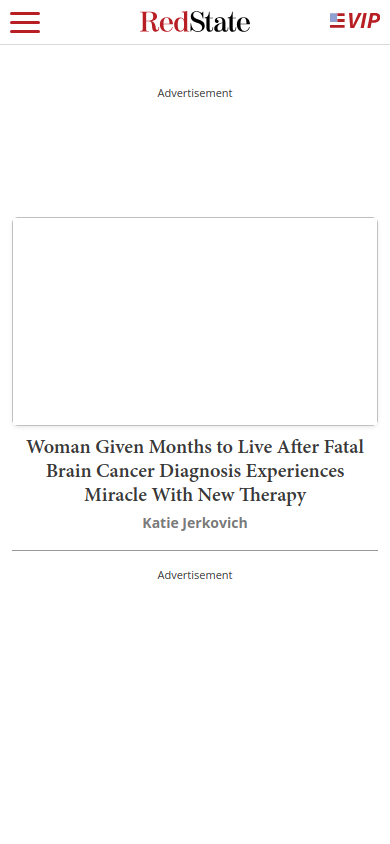 RedState
VIP
Advertisement
Woman Given Months to Live After Fatal
Brain Cancer Diagnosis Experiences
Miracle With New Therapy
Katie Jerkovich
Advertisement